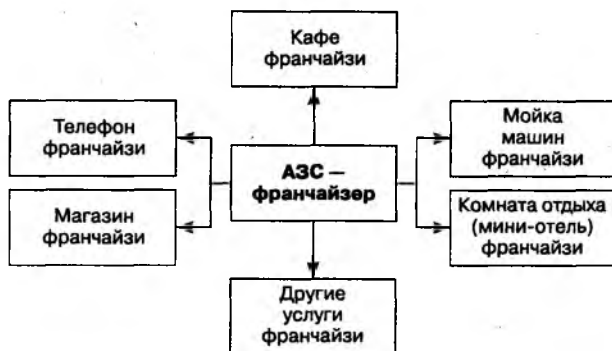 Кафе
франчайзи
Телефон
франчайзи
Мойка
машин
франчайзи
АЗС —
франчайзер
Магазин
франчайзи
Комната отдыха
(мини-отель)
франчайзи
Другие
услуги
франчайзи